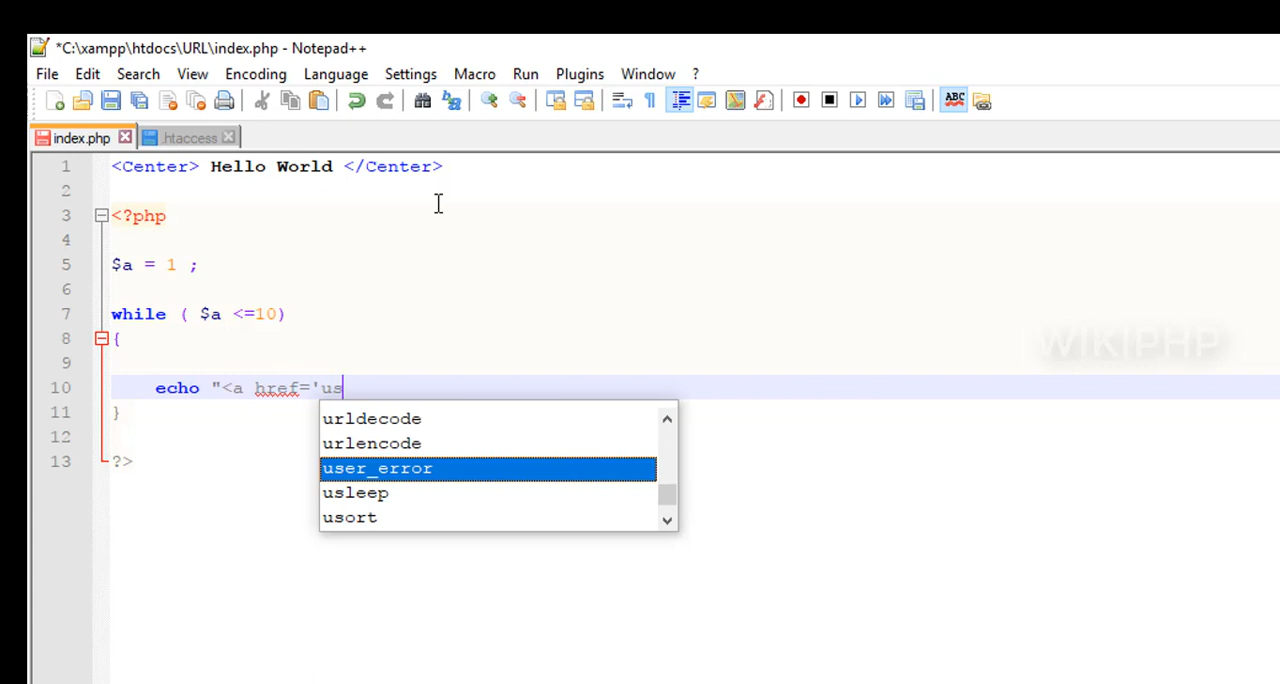 *C:\xampp\htdocs\URL\index.php - Notepad++
File Edit Search View Encoding Language Settings Macro Run Plugins Window ?
ABC
index.php .htaccess
1 <Center> Hello World </Center>
2
3 <?php
4
5 $a = 1 ;
6
7 while ( $a <=10)
8 {
9
10 echo "<a href='us
11 }
12
13 ?>
urldecode
urlencode
user_error
usleep
usort
WIKIPHP